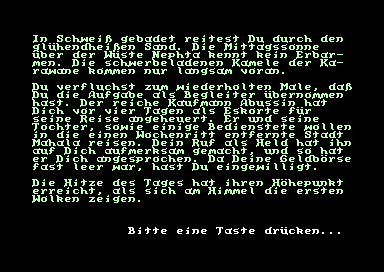 In Schweiß gebadet reitest Du durch den
glühendheißen Sand. Die Mittagssonne
über der Wüste Nephta kennt kein Erbar-
men. Die schwerbeladenen Kamele der Ka-
rawane kommen nur langsam voran.
Du verfluchst zum wiederholten Male, daß
Du die Aufgabe als Begleiter übernommen
hast. Der reiche Kaufmann Abussin hat
Dich vor vier Tagen als Eskorte für
seine Reise angeheuert. Er und seine
Tochter, sowie einige Bedienstete wollen
in die einen Wochenritt entfernte Stadt
Mahala reisen. Dein Ruf als Held hat ihn
auf Dich aufmerksam gemacht, und so hat
er Dich angesprochen. Da Deine Geldbörse
fast leer war, hast Du eingewilligt.
Die Hitze des Tages hat ihren Höhepunkt
erreicht, als sich am Himmel die ersten
Wolken zeigen.
Bitte eine Taste drücken...